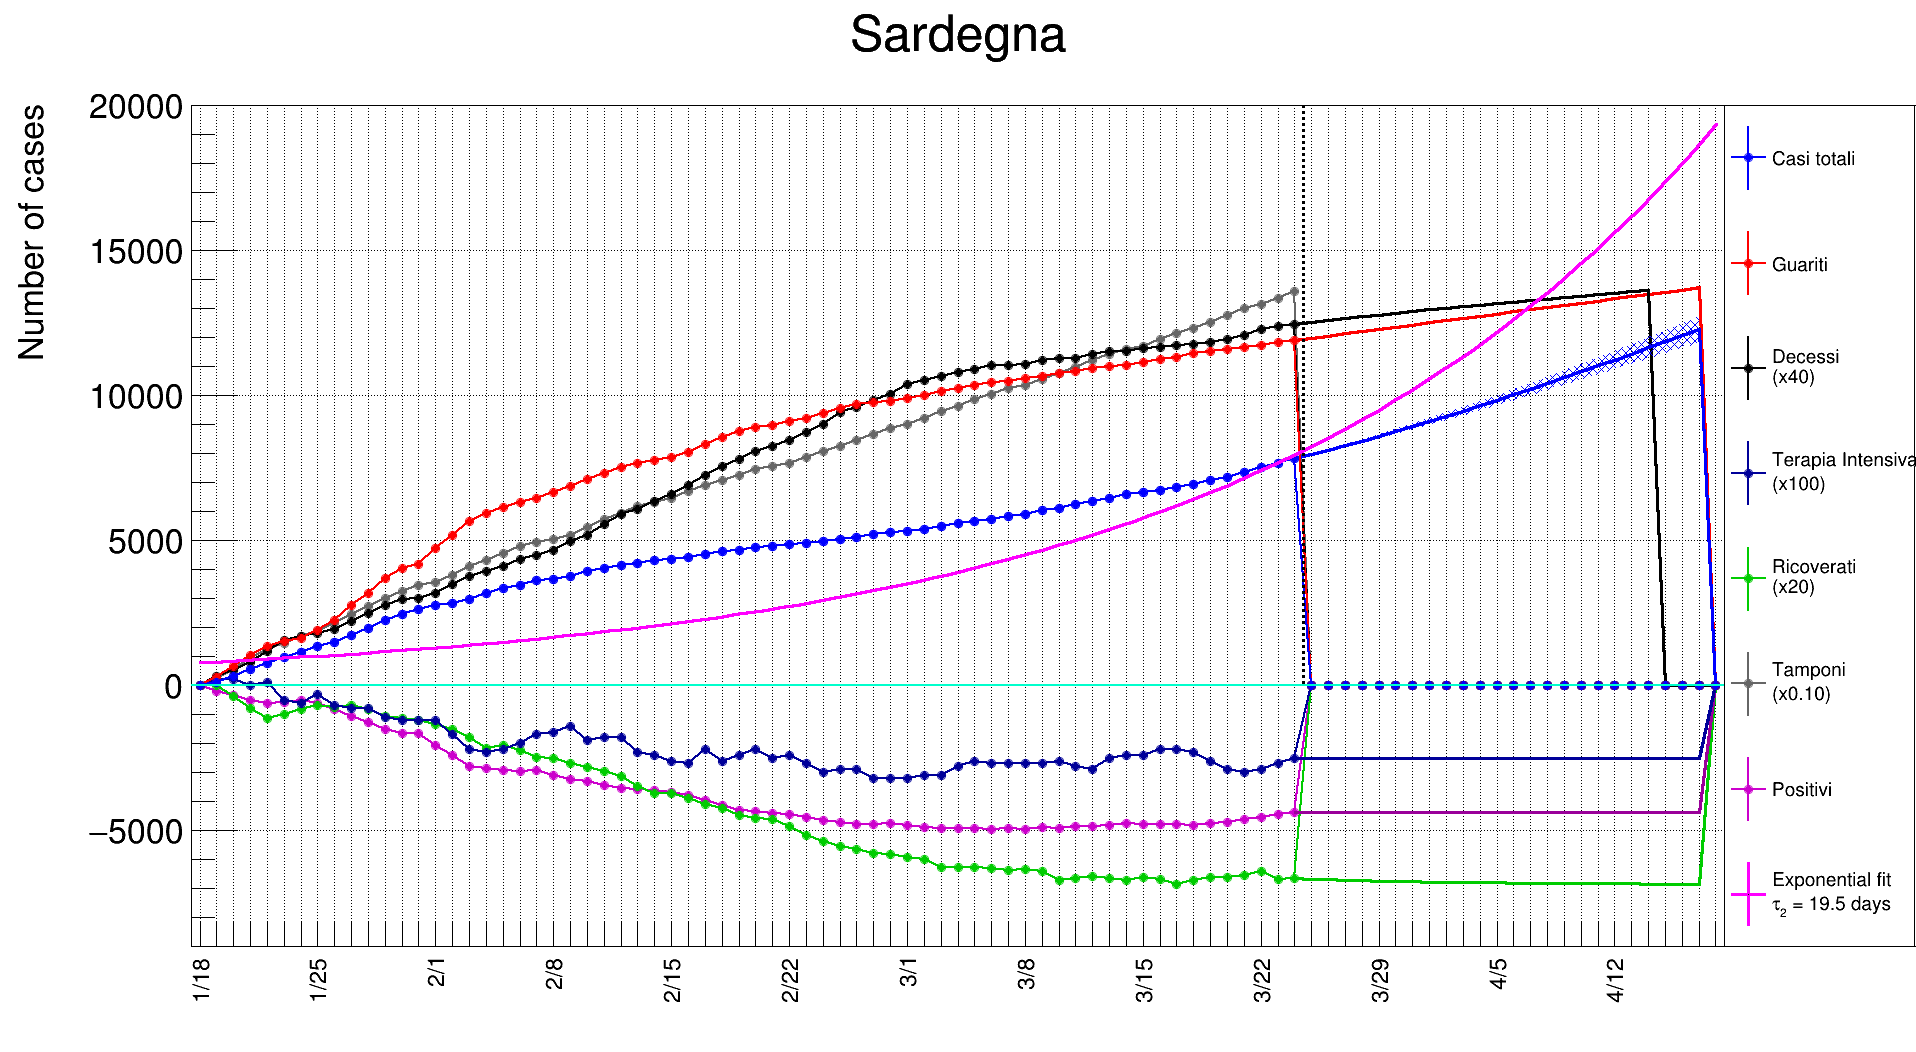 Sardegna
Number of cases
20000
15000
10000
5000
0
−5000
1/18
1/25
2/1
2/8
2/15
2/22
3/1
3/8
3/15
3/22
3/29
4/5
4/12
Casi totali
Guariti
Decessi
(x40)
Terapia Intensiva
(x100)
Ricoverati
(x20)
Tamponi
(x0.10)
Positivi
Exponential fit
τ₂ = 19.5 days